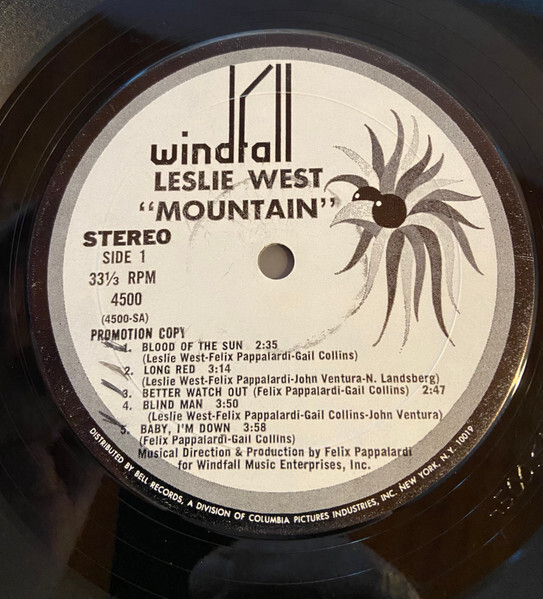 windfall
LESLIE WEST
"MOUNTAIN"
STEREO
SIDE 1
33⅓ RPM
4500
(4500-SA)
PROMOTION COPY
1. BLOOD OF THE SUN 2:35
(Leslie West-Felix Pappalardi-Gail Collins)
2. LONG RED 3:14
(Leslie West-Felix Pappalardi-John Ventura-N. Landsberg)
3. BETTER WATCH OUT (Felix Pappalardi-Gail Collins) 2:47
4. BLIND MAN 3:50
(Leslie West-Felix Pappalardi-Gail Collins-John Ventura)
5. BABY, I'M DOWN 3:58
(Felix Pappalardi-Gail Collins)
Musical Direction & Production by Felix Pappalardi
for Windfall Music Enterprises, Inc.
DISTRIBUTED BY BELL RECORDS, A DIVISION OF COLUMBIA PICTURES INDUSTRIES, INC. NEW YORK, N.Y. 10019